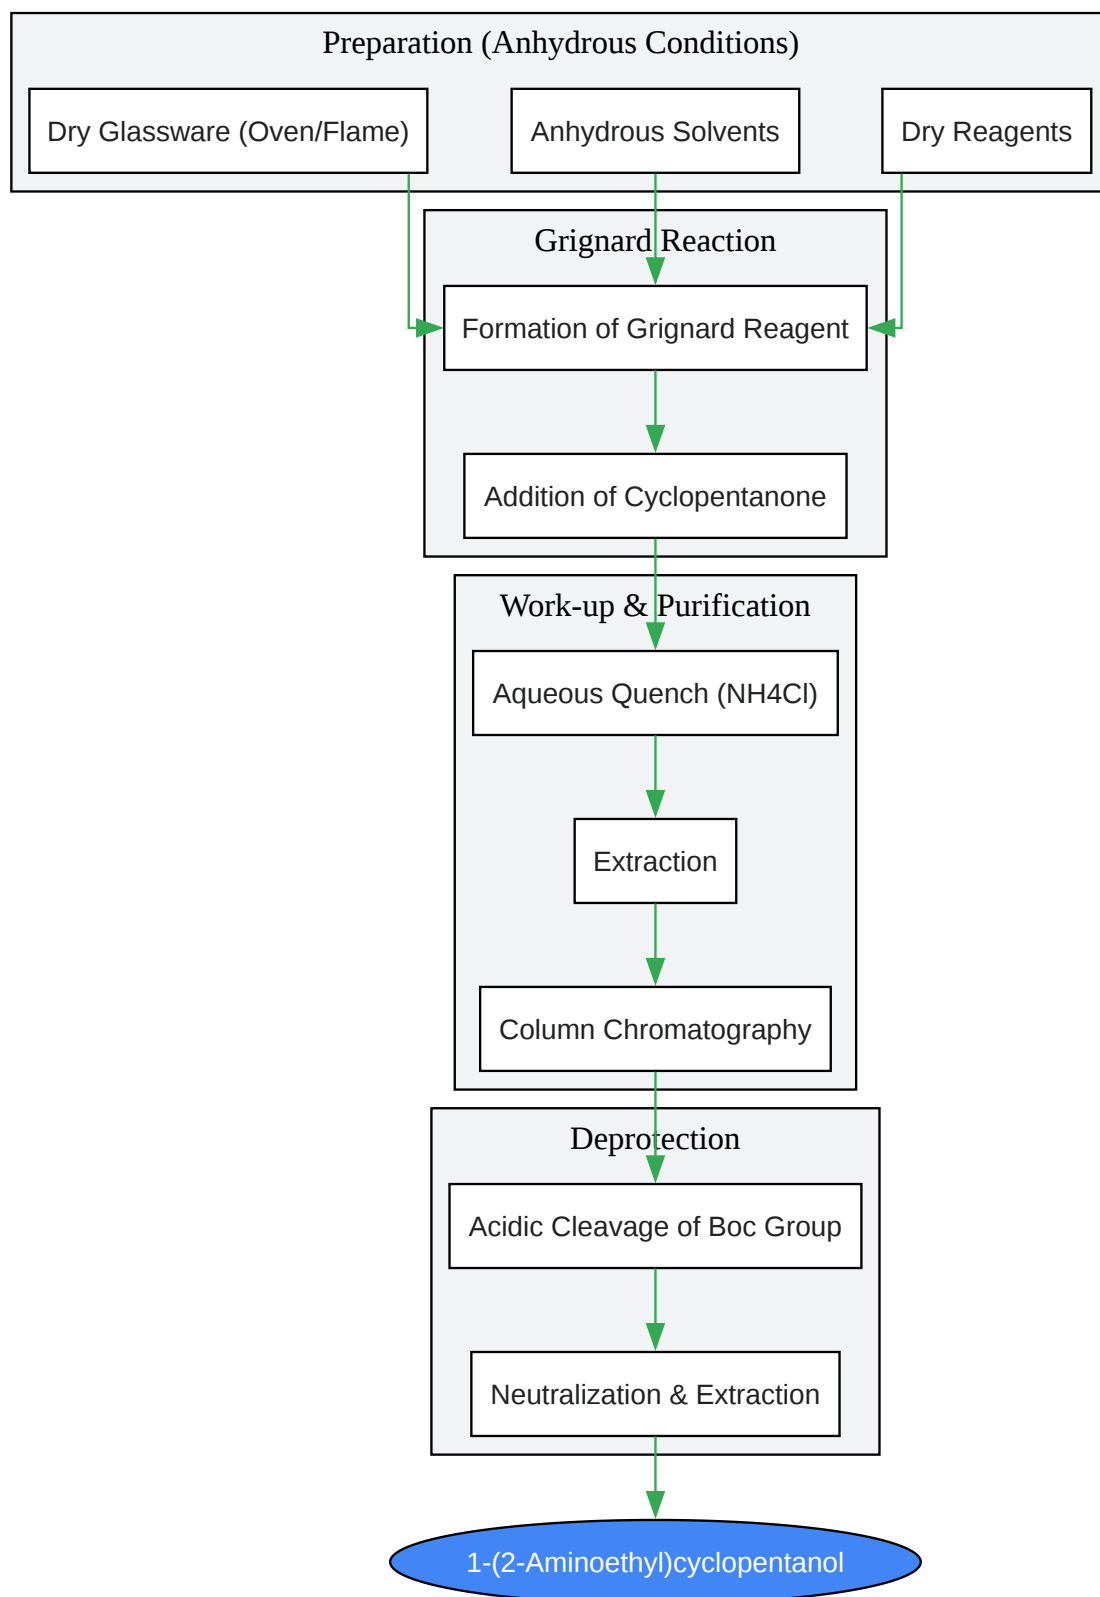 Preparation (Anhydrous Conditions)
Dry Glassware (Oven/Flame)
Anhydrous Solvents
Dry Reagents
Grignard Reaction
Formation of Grignard Reagent
Addition of Cyclopentanone
Work-up & Purification
Aqueous Quench (NH4Cl)
Extraction
Column Chromatography
Deprotection
Acidic Cleavage of Boc Group
Neutralization & Extraction
1-(2-Aminoethyl)cyclopentanol